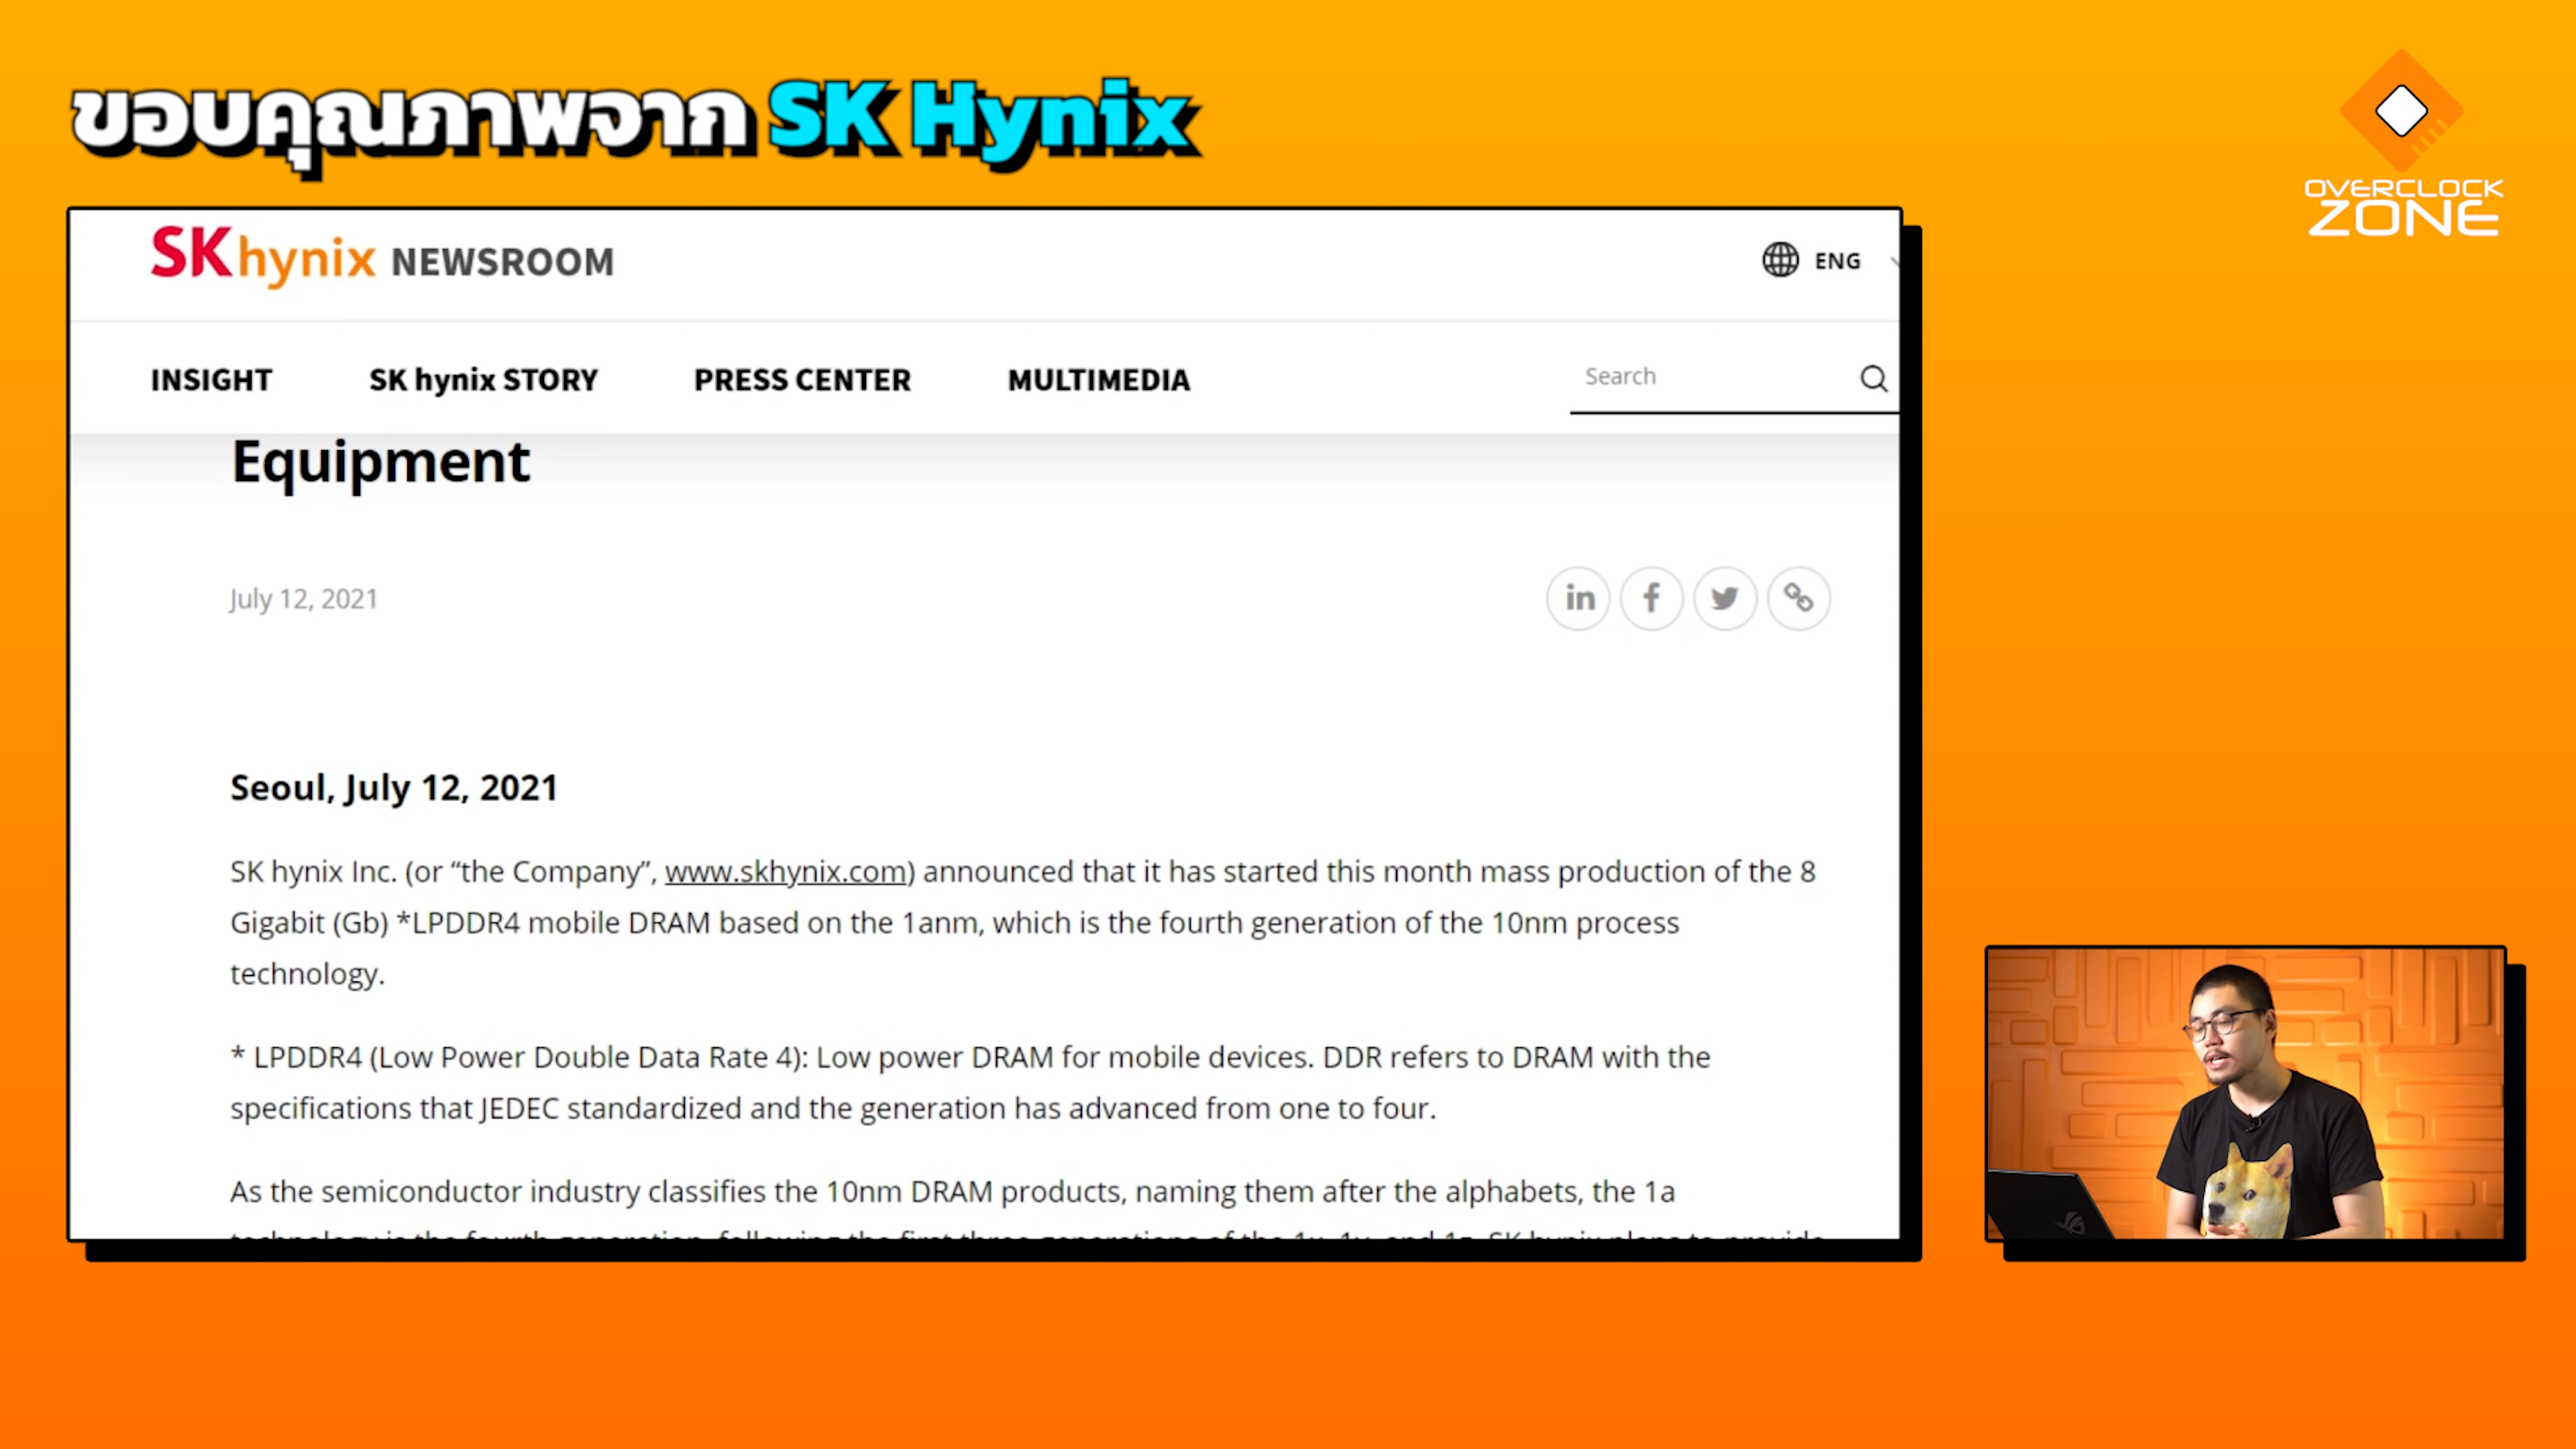 ขอบคุณภาพจาก SK Hynix
OVERCLOCK
ZONE
SK hynix NEWSROOM
ENG
INSIGHT
SK hynix STORY
PRESS CENTER
MULTIMEDIA
Search
Equipment
July 12, 2021
Seoul, July 12, 2021
SK hynix Inc. (or “the Company”, www.skhynix.com) announced that it has started this month mass production of the 8
Gigabit (Gb) *LPDDR4 mobile DRAM based on the 1anm, which is the fourth generation of the 10nm process
technology.
* LPDDR4 (Low Power Double Data Rate 4): Low power DRAM for mobile devices. DDR refers to DRAM with the
specifications that JEDEC standardized and the generation has advanced from one to four.
As the semiconductor industry classifies the 10nm DRAM products, naming them after the alphabets, the 1a